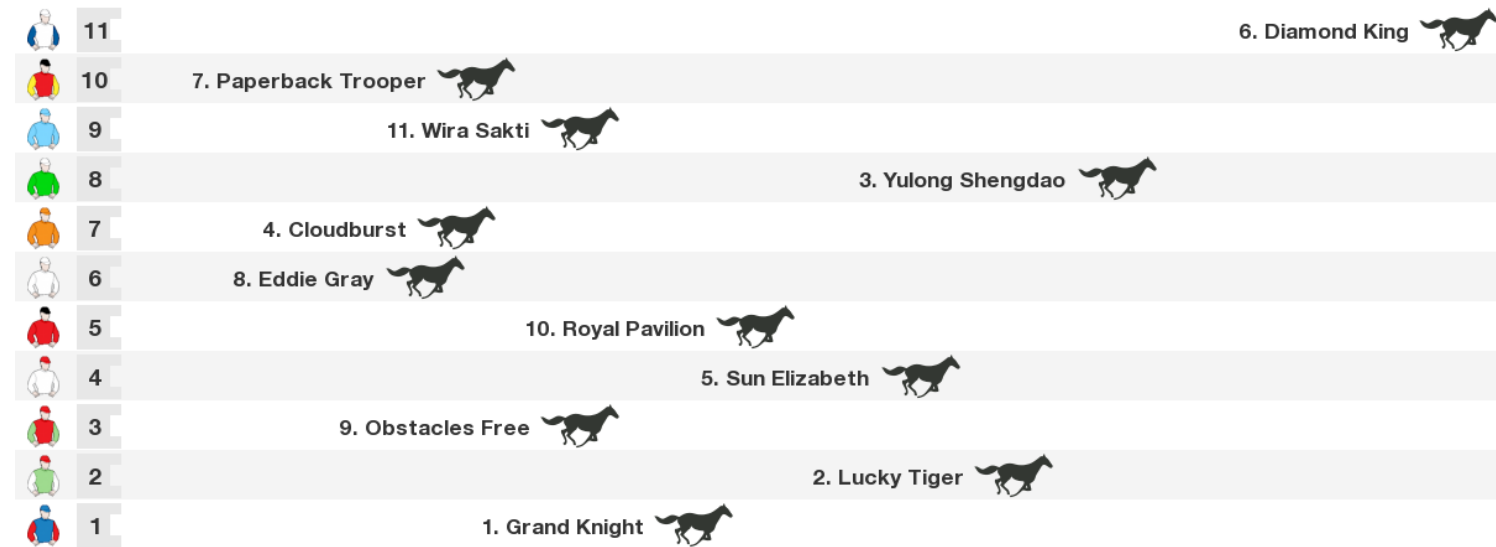 11 6. Diamond King
10 7. Paperback Trooper
9 11. Wira Sakti
8 3. Yulong Shengdao
7 4. Cloudburst
6 8. Eddie Gray
5 10. Royal Pavilion
4 5. Sun Elizabeth
3 9. Obstacles Free
2 2. Lucky Tiger
1 1. Grand Knight